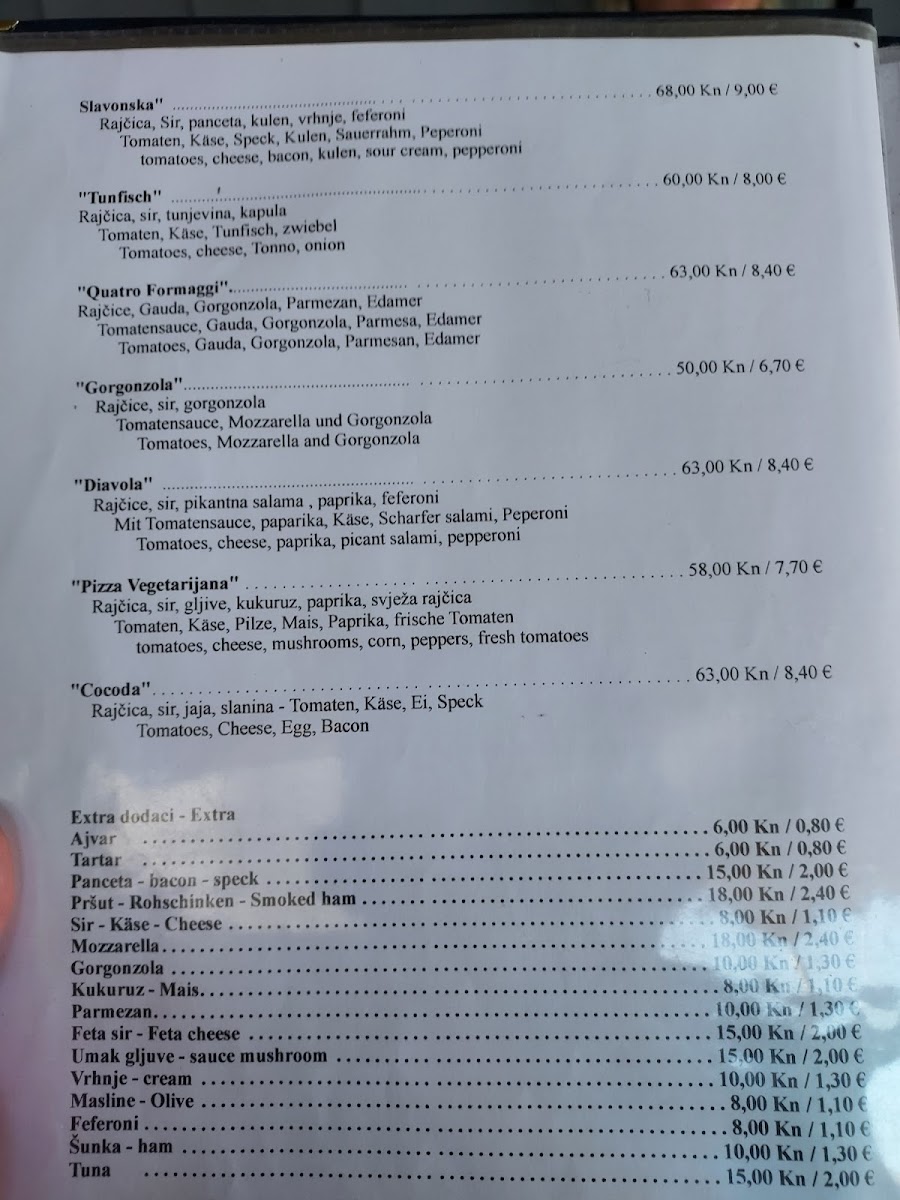 Slavonska" ........................................ 68,00 Kn / 9,00 €
Rajčica, Sir, panceta, kulen, vrhnje, feferoni
Tomaten, Käse, Speck, Kulen, Sauerrahm, Peperoni
tomatoes, cheese, bacon, kulen, sour cream, pepperoni
"Tunfisch" ........................................ 60,00 Kn / 8,00 €
Rajčica, sir, tunjevina, kapula
Tomaten, Käse, Tunfisch, zwiebel
Tomatoes, cheese, Tonno, onion
"Quatro Formaggi"........................................ 63,00 Kn / 8,40 €
Rajčice, Gauda, Gorgonzola, Parmezan, Edamer
Tomatensauce, Gauda, Gorgonzola, Parmesa, Edamer
Tomatoes, Gauda, Gorgonzola, Parmesan, Edamer
"Gorgonzola"........................................ 50,00 Kn / 6,70 €
Rajčice, sir, gorgonzola
Tomatensauce, Mozzarella und Gorgonzola
Tomatoes, Mozzarella and Gorgonzola
"Diavola" ........................................ 63,00 Kn / 8,40 €
Rajčice, sir, pikantna salama , paprika, feferoni
Mit Tomatensauce, paparika, Käse, Scharfer salami, Peperoni
Tomatoes, cheese, paprika, picant salami, pepperoni
"Pizza Vegetarijana" ........................................ 58,00 Kn / 7,70 €
Rajčica, sir, gljive, kukuruz, paprika, svježa rajčica
Tomaten, Käse, Pilze, Mais, Paprika, frische Tomaten
tomatoes, cheese, mushrooms, corn, peppers, fresh tomatoes
"Cocoda"........................................ 63,00 Kn / 8,40 €
Rajčica, sir, jaja, slanina - Tomaten, Käse, Ei, Speck
Tomatoes, Cheese, Egg, Bacon
Extra dodaci - Extra
Ajvar ........................................ 6,00 Kn / 0,80 €
Tartar ........................................ 6,00 Kn / 0,80 €
Panceta - bacon - speck ........................................ 15,00 Kn / 2,00 €
Pršut - Rohschinken - Smoked ham ........................................ 18,00 Kn / 2,40 €
Sir - Käse - Cheese ........................................ 8,00 Kn / 1,10 €
Mozzarella........................................ 18,00 Kn / 2,40 €
Gorgonzola ........................................ 10,00 Kn / 1,30 €
Kukuruz - Mais........................................ 8,00 Kn / 1,10 €
Parmezan........................................ 10,00 Kn / 1,30 €
Feta sir - Feta cheese ........................................ 15,00 Kn / 2,00 €
Umak gljuve - sauce mushroom ........................................ 15,00 Kn / 2,00 €
Vrhnje - cream ........................................ 10,00 Kn / 1,30 €
Masline - Olive ........................................ 8,00 Kn / 1,10 €
Feferoni ........................................ 8,00 Kn / 1,10 €
Šunka - ham ........................................ 10,00 Kn / 1,30 €
Tuna ........................................ 15,00 Kn / 2,00 €